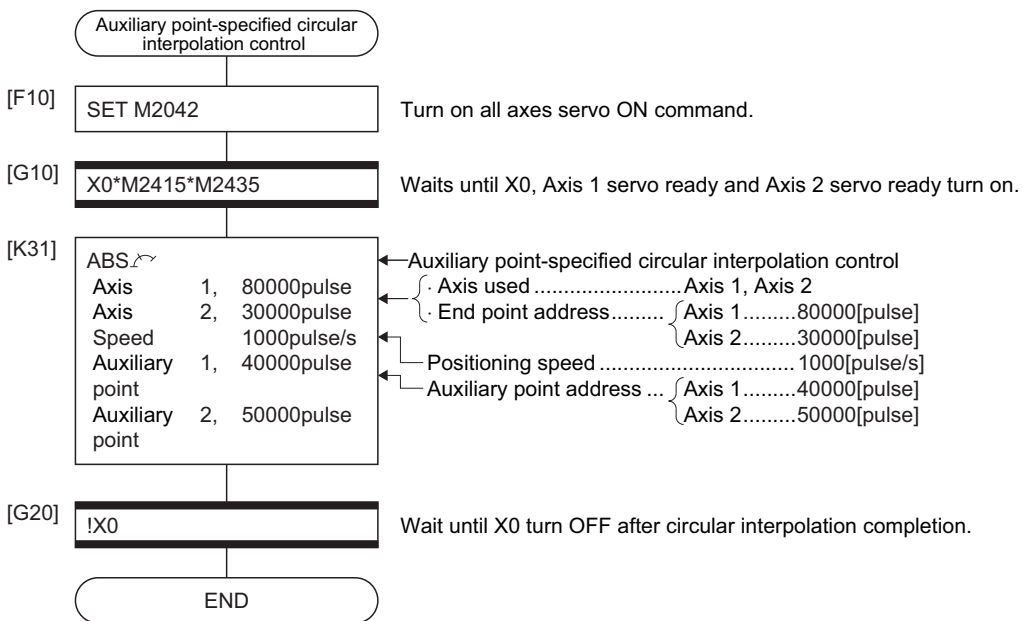 Auxiliary point-specified circular
interpolation control
[F10]
SET M2042
Turn on all axes servo ON command.
[G10]
X0*M2415*M2435
Waits until X0, Axis 1 servo ready and Axis 2 servo ready turn on.
[K31]
ABS
Axis 1, 80000pulse
Axis 2, 30000pulse
Speed 1000pulse/s
Auxiliary 1, 40000pulse
point
Auxiliary 2, 50000pulse
point
Auxiliary point-specified circular interpolation control
· Axis used ........................Axis 1, Axis 2
· End point address......... Axis 1.........80000[pulse]
Axis 2.........30000[pulse]
Positioning speed ................................ 1000[pulse/s]
Auxiliary point address ... Axis 1.........40000[pulse]
Axis 2.........50000[pulse]
[G20]
!X0
Wait until X0 turn OFF after circular interpolation completion.
END